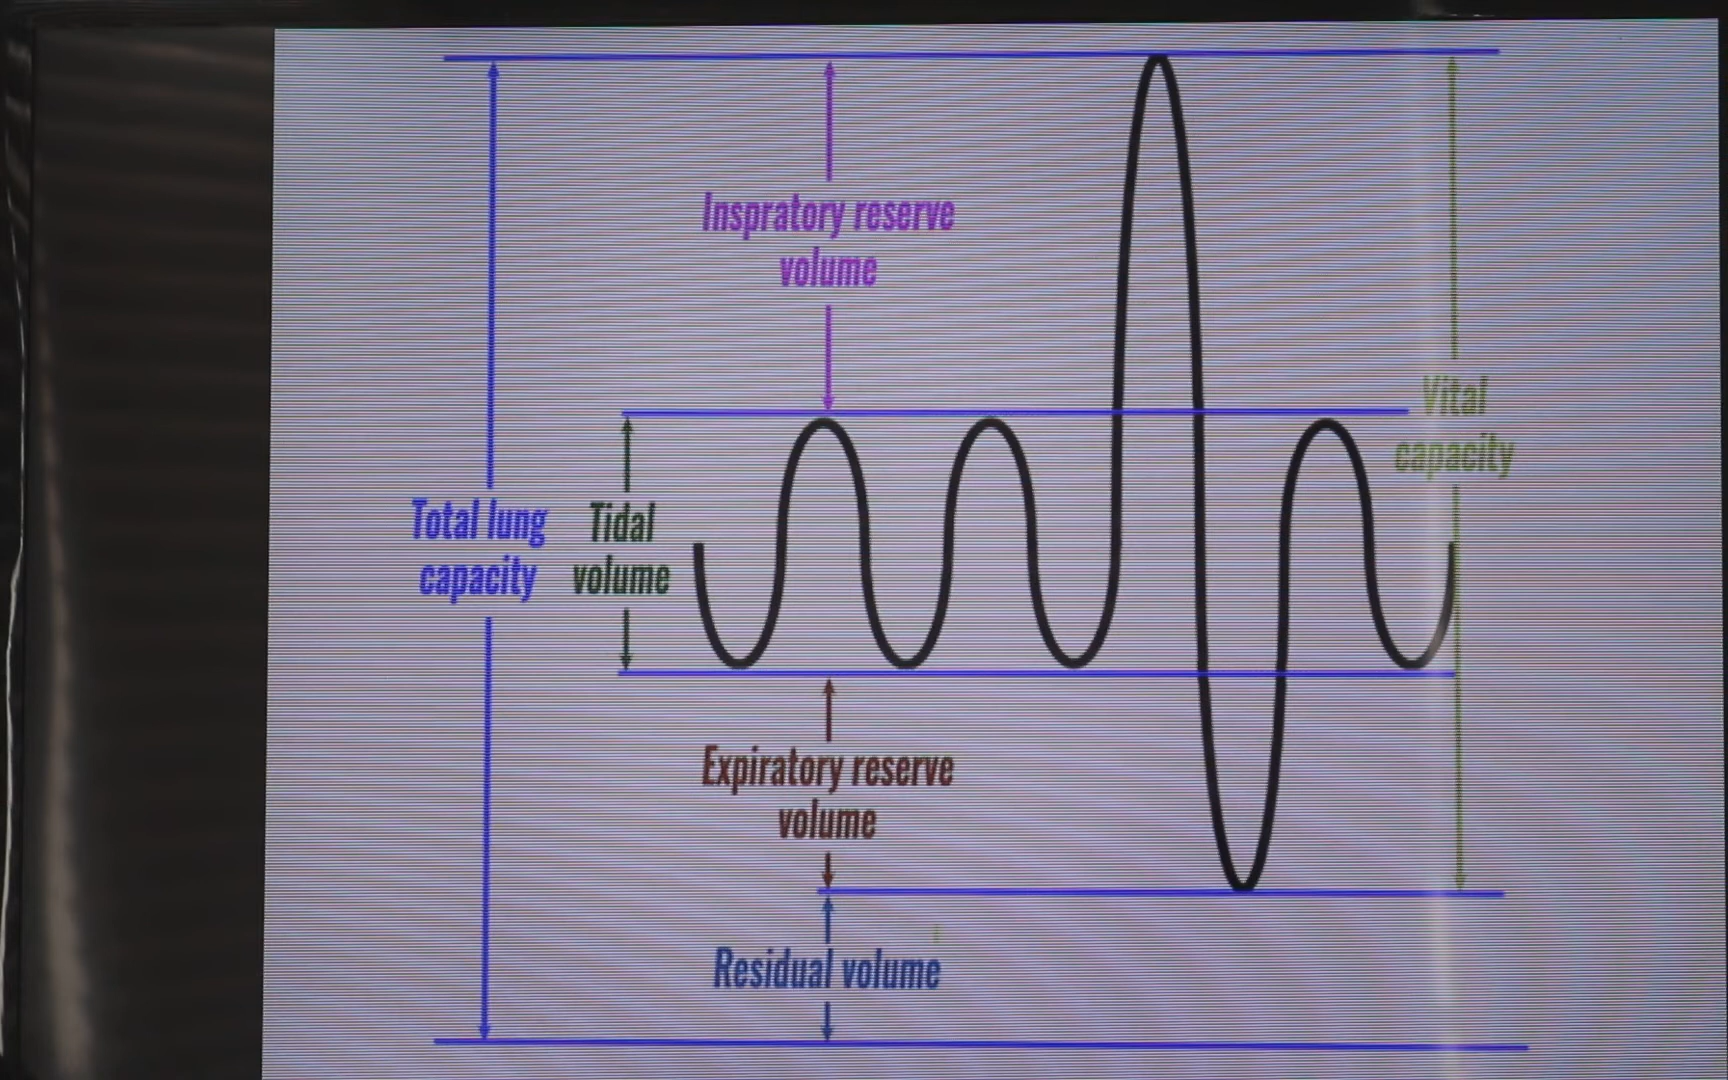 Inspratory reserve
volume
Vital
capacity
Total lung
capacity
Tidal
volume
Expiratory reserve
volume
Residual volume